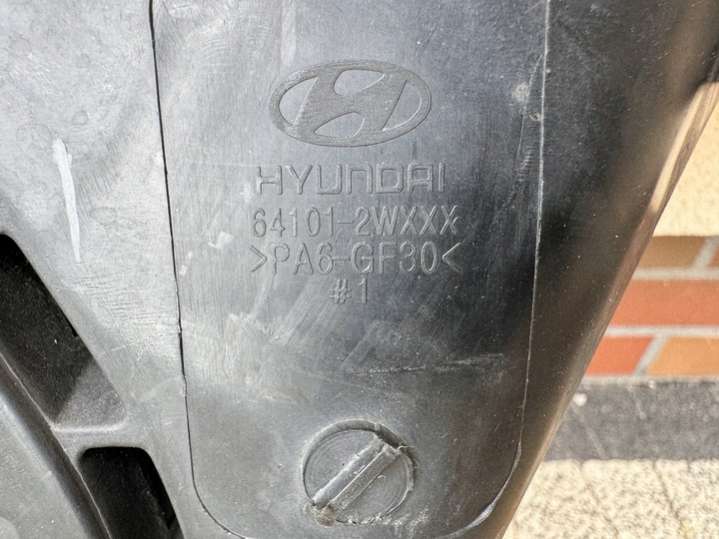 HYUNDAI
64101-2WXXX
>PA6-GF30<
#1